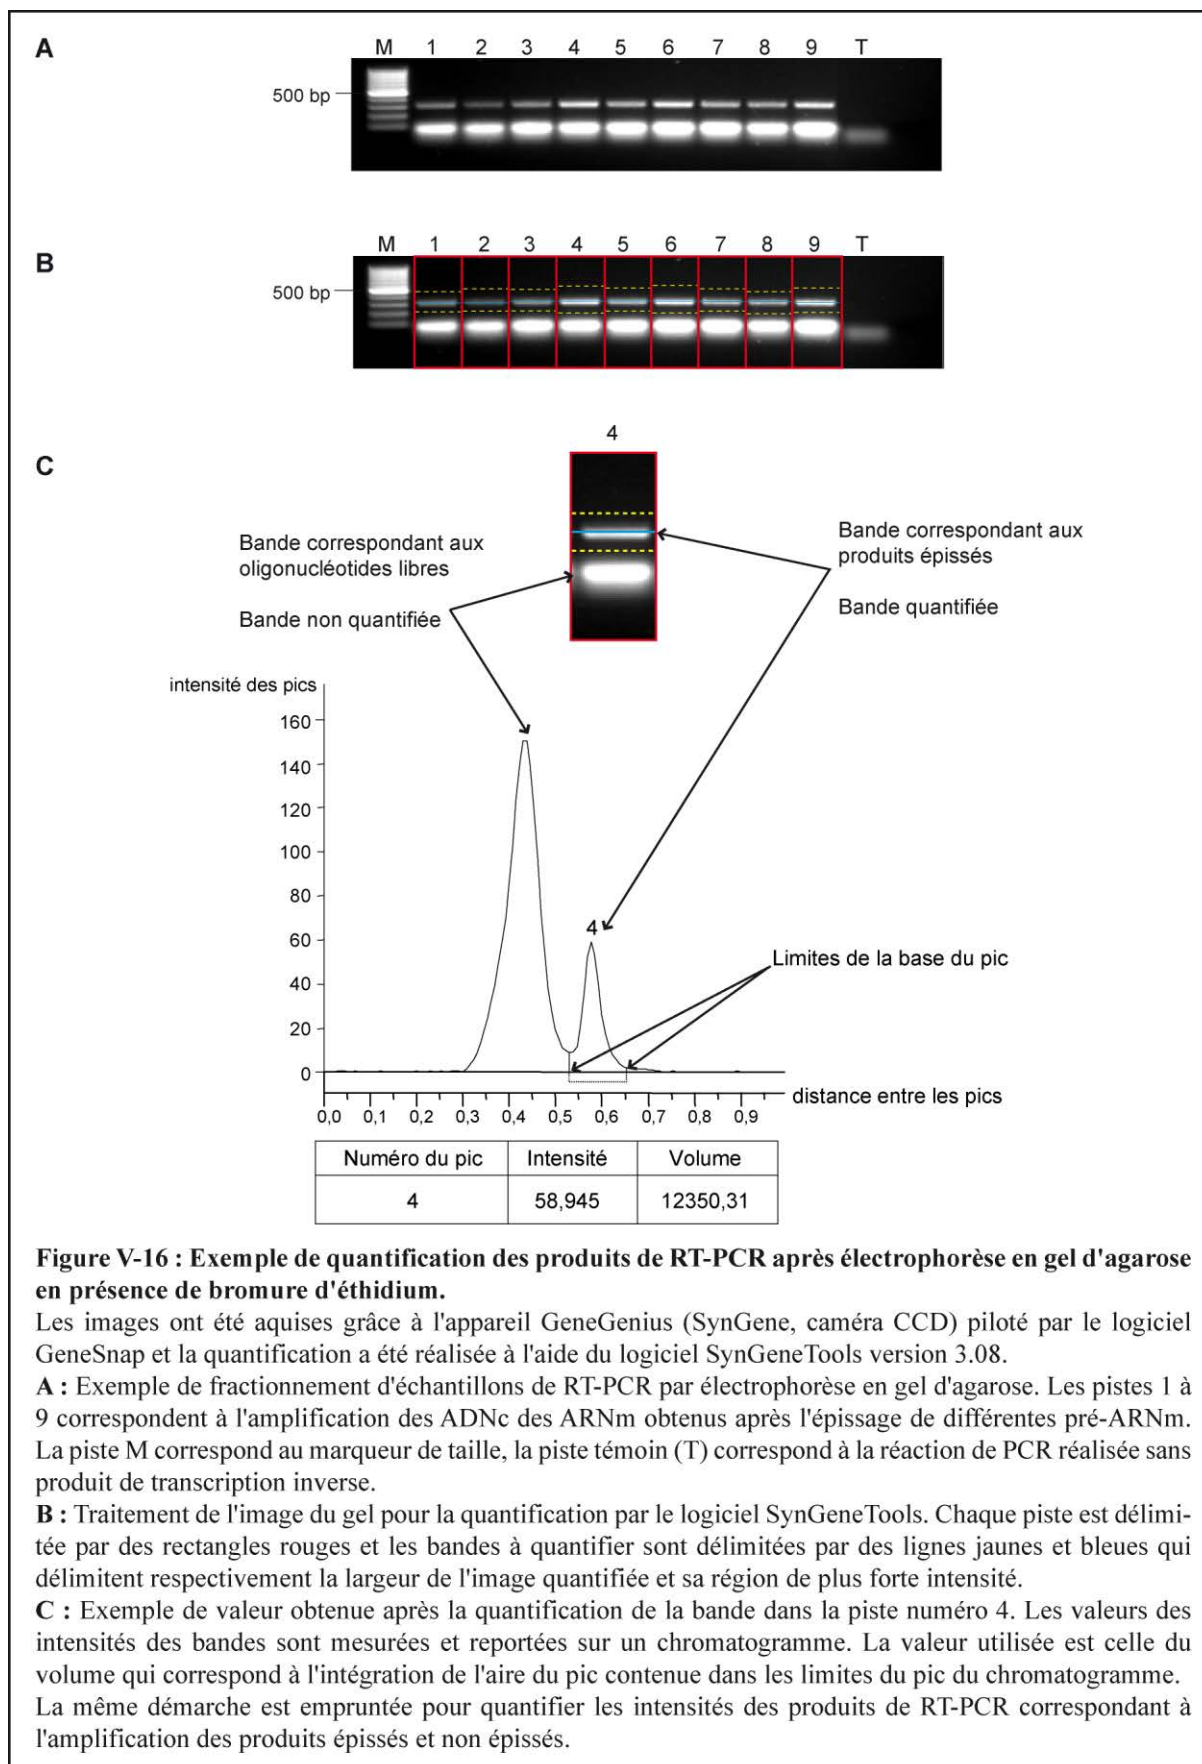 A
M 1 2 3 4 5 6 7 8 9 T
500 bp
M 1 2 3 4 5 6 7 8 9 T
B
500 bp
4
C
Bande correspondant aux
oligonucléotides libres
Bande non quantifiée
Bande correspondant aux
produits épissés
Bande quantifiée
intensité des pics
160
140
120
100
80
60
40
20
0
4
Limites de la base du pic
distance entre les pics
0,0 0,1 0,2 0,3 0,4 0,5 0,6 0,7 0,8 0,9
Numéro du pic Intensité Volume
4 58,945 12350,31
Figure V-16 : Exemple de quantification des produits de RT-PCR après électrophorèse en gel d'agarose
en présence de bromure d'éthidium.
Les images ont été aquises grâce à l'appareil GeneGenius (SynGene, caméra CCD) piloté par le logiciel
GeneSnap et la quantification a été réalisée à l'aide du logiciel SynGeneTools version 3.08.
A : Exemple de fractionnement d'échantillons de RT-PCR par électrophorèse en gel d'agarose. Les pistes 1 à
9 correspondent à l'amplification des ADNc des ARNm obtenus après l'épissage de différentes pré-ARNm.
La piste M correspond au marqueur de taille, la piste témoin (T) correspond à la réaction de PCR réalisée sans
produit de transcription inverse.
B : Traitement de l'image du gel pour la quantification par le logiciel SynGeneTools. Chaque piste est délimi-
tée par des rectangles rouges et les bandes à quantifier sont délimitées par des lignes jaunes et bleues qui
délimitent respectivement la largeur de l'image quantifiée et sa région de plus forte intensité.
C : Exemple de valeur obtenue après la quantification de la bande dans la piste numéro 4. Les valeurs des
intensités des bandes sont mesurées et reportées sur un chromatogramme. La valeur utilisée est celle du
volume qui correspond à l'intégration de l'aire du pic contenue dans les limites du pic du chromatogramme.
La même démarche est empruntée pour quantifier les intensités des produits de RT-PCR correspondant à
l'amplification des produits épissés et non épissés.